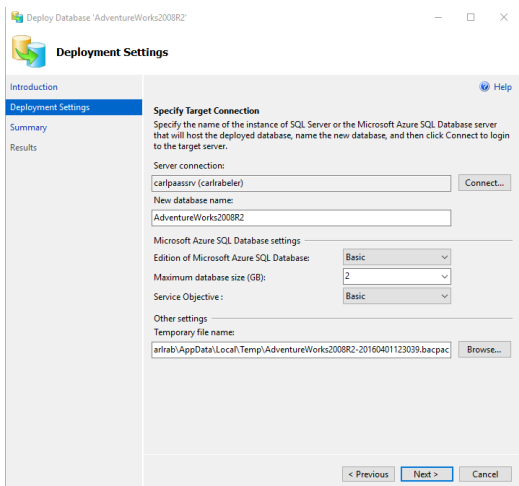 Deploy Database 'AdventureWorks2008R2'
Deployment Settings
Introduction
Deployment Settings
Summary
Results
Help
Specify Target Connection
Specify the name of the instance of SQL Server or the Microsoft Azure SQL Database server
that will host the deployed database, name the new database, and then click Connect to login
to the target server.
Server connection:
carlpaassrv (carlrabeler)
Connect...
New database name:
AdventureWorks2008R2
Microsoft Azure SQL Database settings
Edition of Microsoft Azure SQL Database:
Basic
Maximum database size (GB):
2
Service Objective :
Basic
Other settings
Temporary file name:
arlrab\AppData\Local\Temp\AdventureWorks2008R2-20160401123039.bacpac
Browse...
< Previous
Next >
Cancel